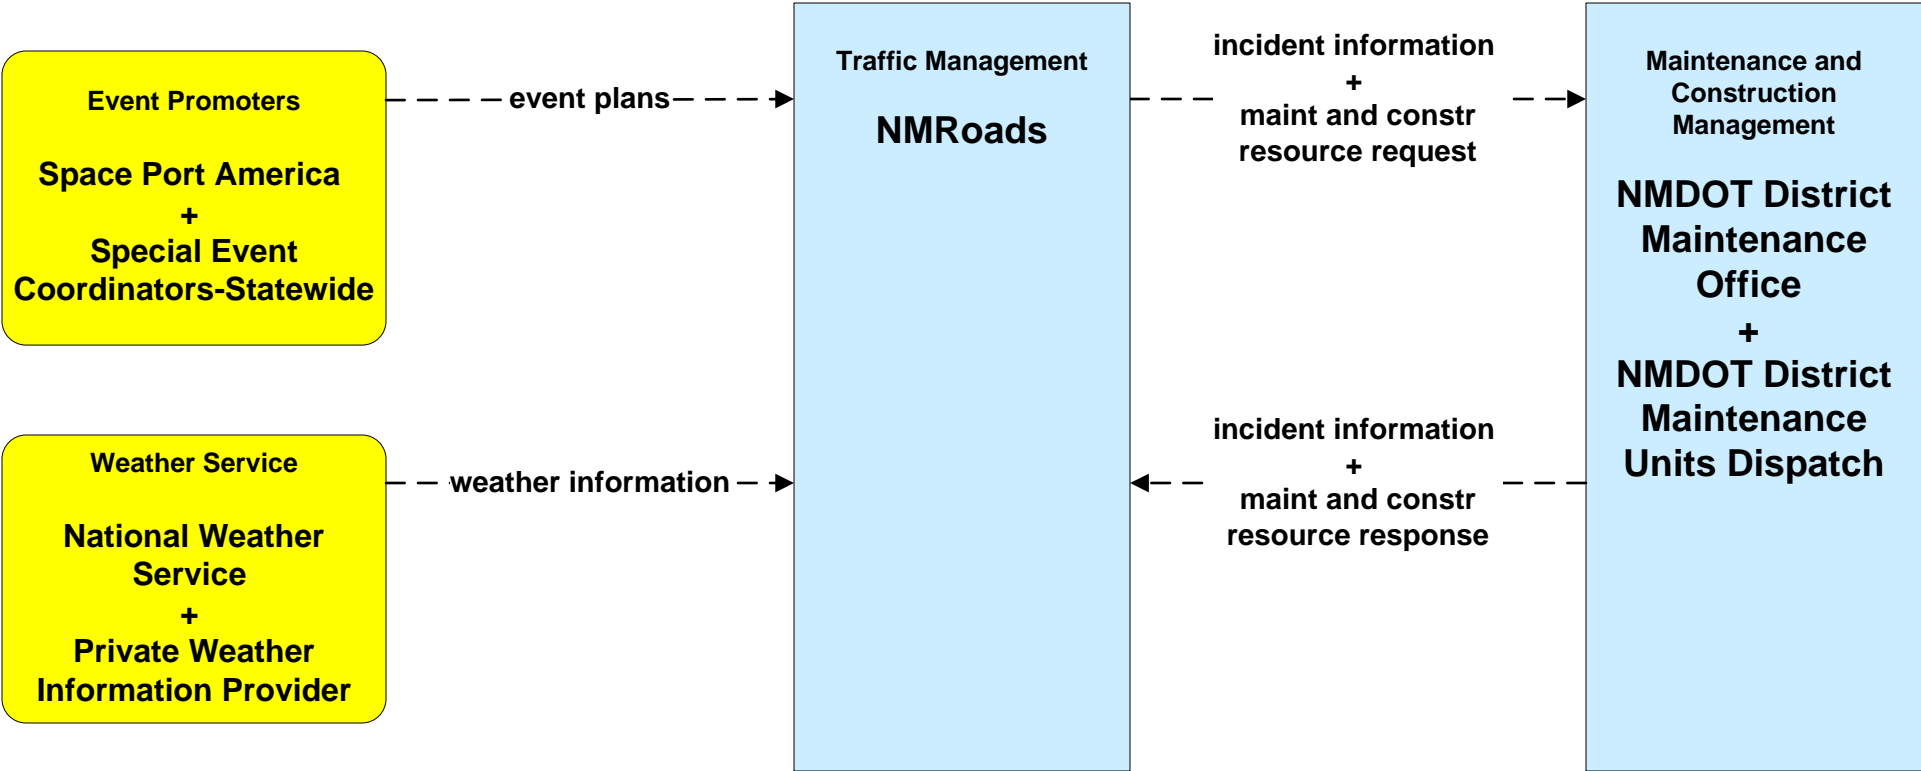 Event Promoters
Space Port America
+
Special Event
Coordinators-Statewide
event plans
Weather Service
National Weather
Service
+
Private Weather
Information Provider
weather information
Traffic Management
NMRoads
incident information
+
maint and constr
resource request
incident information
+
maint and constr
resource response
Maintenance and
Construction
Management
NMDOT District
Maintenance
Office
+
NMDOT District
Maintenance
Units Dispatch